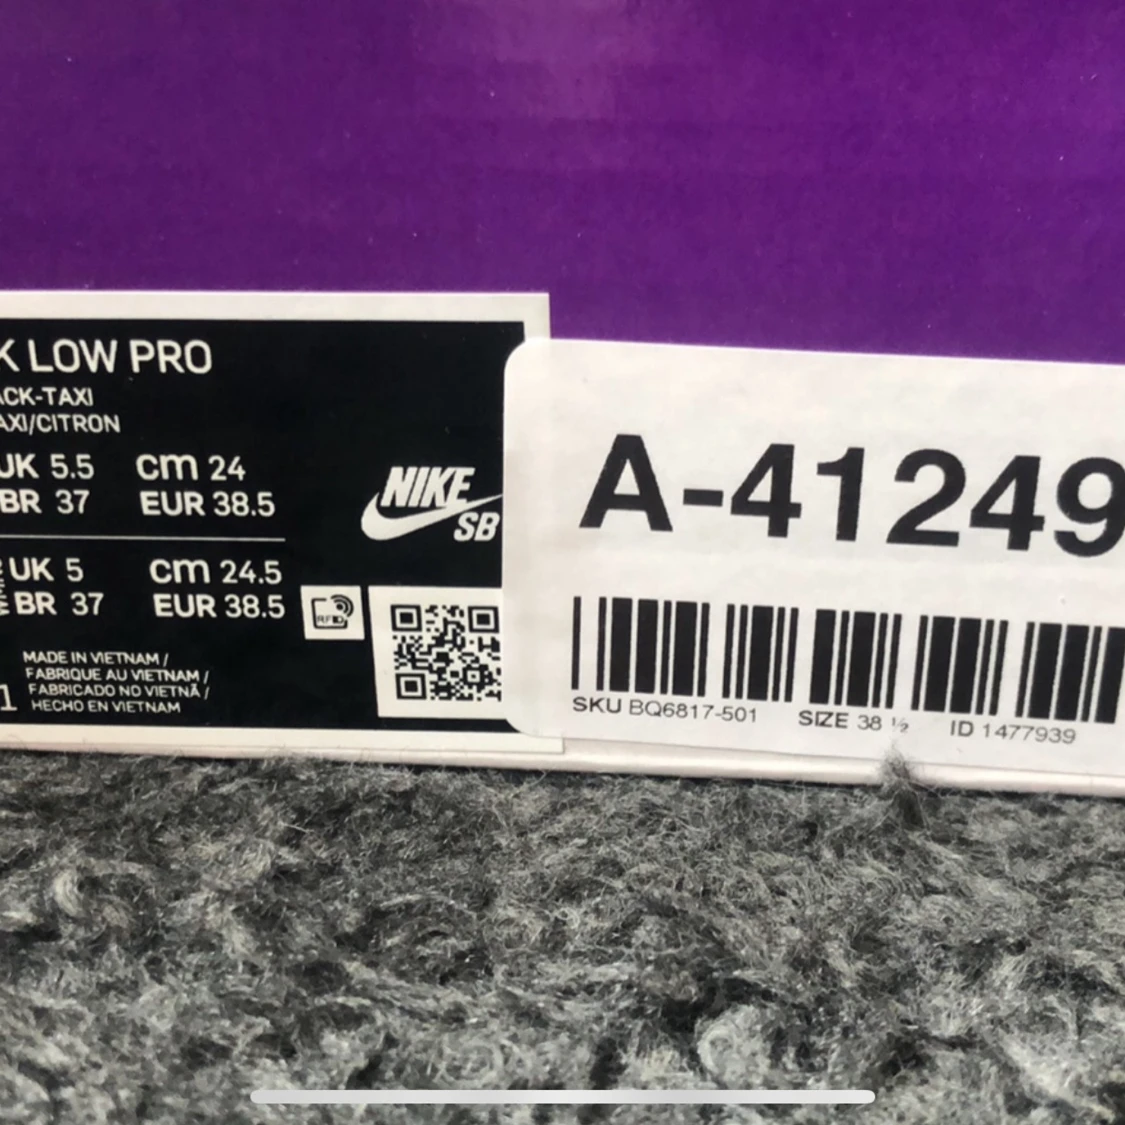 K LOW PRO
ACK-TAXI
AXI/CITRON
UK 5.5 cm 24
BR 37 EUR 38.5
UK 5 cm 24.5
BR 37 EUR 38.5
NIKE
SB
RFID
MADE IN VIETNAM /
FABRIQUE AU VIETNAM /
1 FABRICADO NO VIETNÃ /
HECHO EN VIETNAM
A-41249
SKU BQ6817-501 SIZE 38 ½ ID 1477939